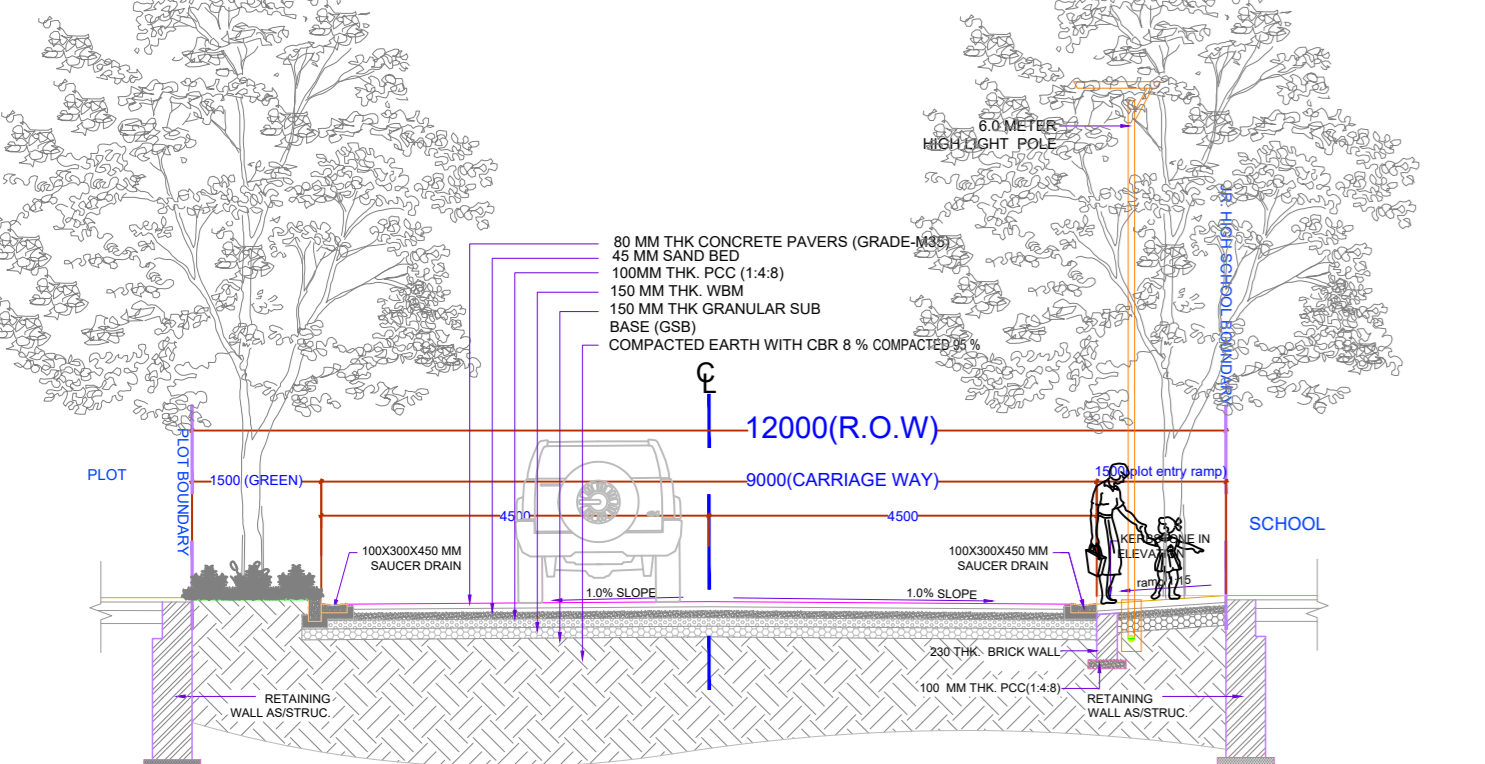 6.0 METER
HIGH LIGHT POLE
80 MM THK CONCRETE PAVERS (GRADE-M35)
45 MM SAND BED
100MM THK. PCC (1:4:8)
150 MM THK. WBM
150 MM THK GRANULAR SUB
BASE (GSB)
COMPACTED EARTH WITH CBR 8 % COMPACTED 95 %
JR. HIGH SCHOOL BOUNDARY
CL
12000(R.O.W)
PLOT
PLOT BOUNDARY
1500 (GREEN)
9000(CARRIAGE WAY)
1500(plot entry ramp)
4500
4500
SCHOOL
100X300X450 MM
SAUCER DRAIN
100X300X450 MM
SAUCER DRAIN
KERBSTONE IN
ELEVATION
ramp 1:15
1.0% SLOPE
1.0% SLOPE
230 THK. BRICK WALL
100 MM THK. PCC(1:4:8)
RETAINING
WALL AS/STRUC.
RETAINING
WALL AS/STRUC.